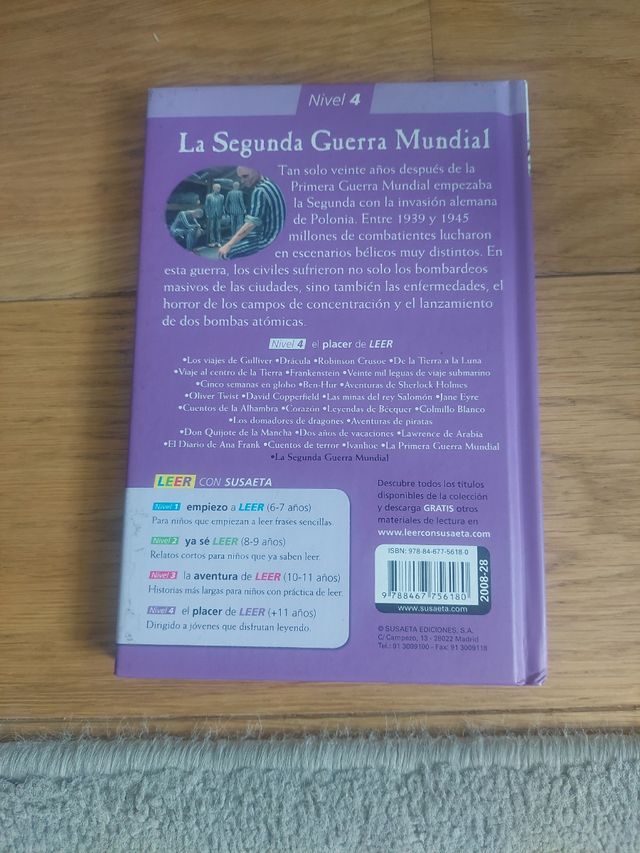 Nivel 4
La Segunda Guerra Mundial
Tan solo veinte años después de la
Primera Guerra Mundial empezaba
la Segunda con la invasión alemana
de Polonia. Entre 1939 y 1945
millones de combatientes lucharon
en escenarios bélicos muy distintos. En
esta guerra, los civiles sufrieron no solo los bombardeos
masivos de las ciudades, sino también las enfermedades, el
horror de los campos de concentración y el lanzamiento
de dos bombas atómicas.
Nivel 4 el placer de LEER
•Los viajes de Gulliver •Drácula •Robinson Crusoe •De la Tierra a la Luna
•Viaje al centro de la Tierra •Frankenstein •Veinte mil leguas de viaje submarino
•Cinco semanas en globo •Ben-Hur •Aventuras de Sherlock Holmes
•Oliver Twist •David Copperfield •Las minas del rey Salomón •Jane Eyre
•Cuentos de la Alhambra •Corazón •Leyendas de Becquer •Colmillo Blanco
•Los domadores de dragones •Aventuras de piratas
•Don Quijote de la Mancha •Dos años de vacaciones •Lawrence de Arabia
•El Diario de Ana Frank •Cuentos de terror •Ivanhoe •La Primera Guerra Mundial
•La Segunda Guerra Mundial
LEER CON SUSAETA
Nivel 1 empiezo a LEER (6-7 años)
Para niños que empiezan a leer frases sencillas.
Nivel 2 ya sé LEER (8-9 años)
Relatos cortos para niños que ya saben leer.
Nivel 3 la aventura de LEER (10-11 años)
Historias más largas para niños con práctica de leer.
Nivel 4 el placer de LEER (+11 años)
Dirigido a jóvenes que disfrutan leyendo.
Descubre todos los títulos
disponibles de la colección
y descarga GRATIS otros
materiales de lectura en
www.leerconsusaeta.com
ISBN: 978-84-677-5618-0
9 788467 756180
2008-28
www.susaeta.com
© SUSAETA EDICIONES, S.A.
C/ Campezo, 13 - 28022 Madrid
Tel.: 91 3009100 - Fax: 91 3009118